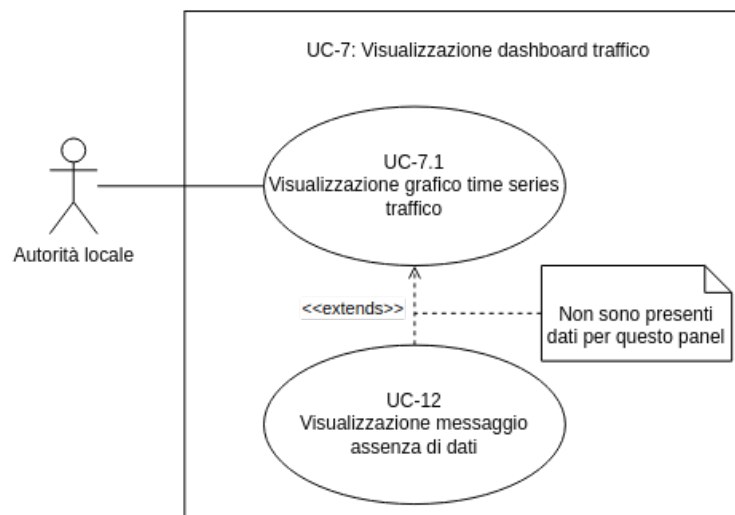 UC-7: Visualizzazione dashboard traffico
UC-7.1
Visualizzazione grafico time series
traffico
Autorità locale
<<extends>>
Non sono presenti
dati per questo panel
UC-12
Visualizzazione messaggio
assenza di dati